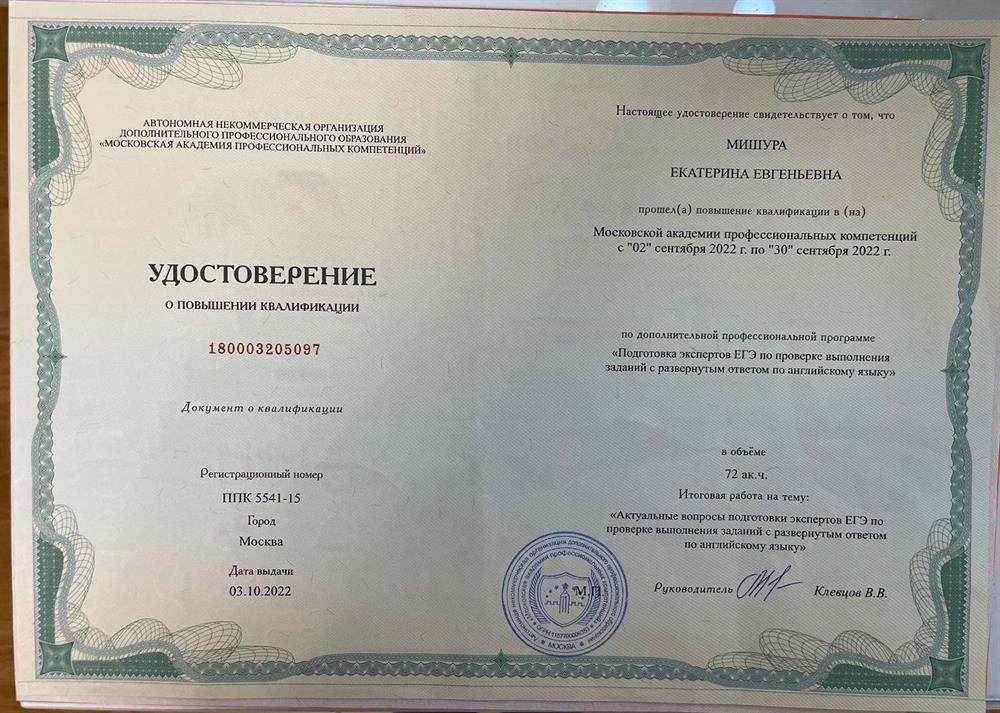 АВТОНОМНАЯ НЕКОММЕРЧЕСКАЯ ОРГАНИЗАЦИЯ
ДОПОЛНИТЕЛЬНОГО ПРОФЕССИОНАЛЬНОГО ОБРАЗОВАНИЯ
«МОСКОВСКАЯ АКАДЕМИЯ ПРОФЕССИОНАЛЬНЫХ КОМПЕТЕНЦИЙ»
УДОСТОВЕРЕНИЕ
О ПОВЫШЕНИИ КВАЛИФИКАЦИИ
180003205097
Документ о квалификации
Регистрационный номер
ППК 5541-15
Город
Москва
Дата выдачи
03.10.2022
Настоящее удостоверение свидетельствует о том, что
МИШУРА
ЕКАТЕРИНА ЕВГЕНЬЕВНА
прошел(а) повышение квалификации в (на)
Московской академии профессиональных компетенций
с "02" сентября 2022 г. по "30" сентября 2022 г.
по дополнительной профессиональной программе
«Подготовка экспертов ЕГЭ по проверке выполнения
заданий с развернутым ответом по английскому языку»
в объёме
72 ак.ч.
Итоговая работа на тему:
«Актуальные вопросы подготовки экспертов ЕГЭ по
проверке выполнения заданий с развернутым ответом
по английскому языку»
М.П.
Руководитель
Клевцов В.В.
МОСКВА